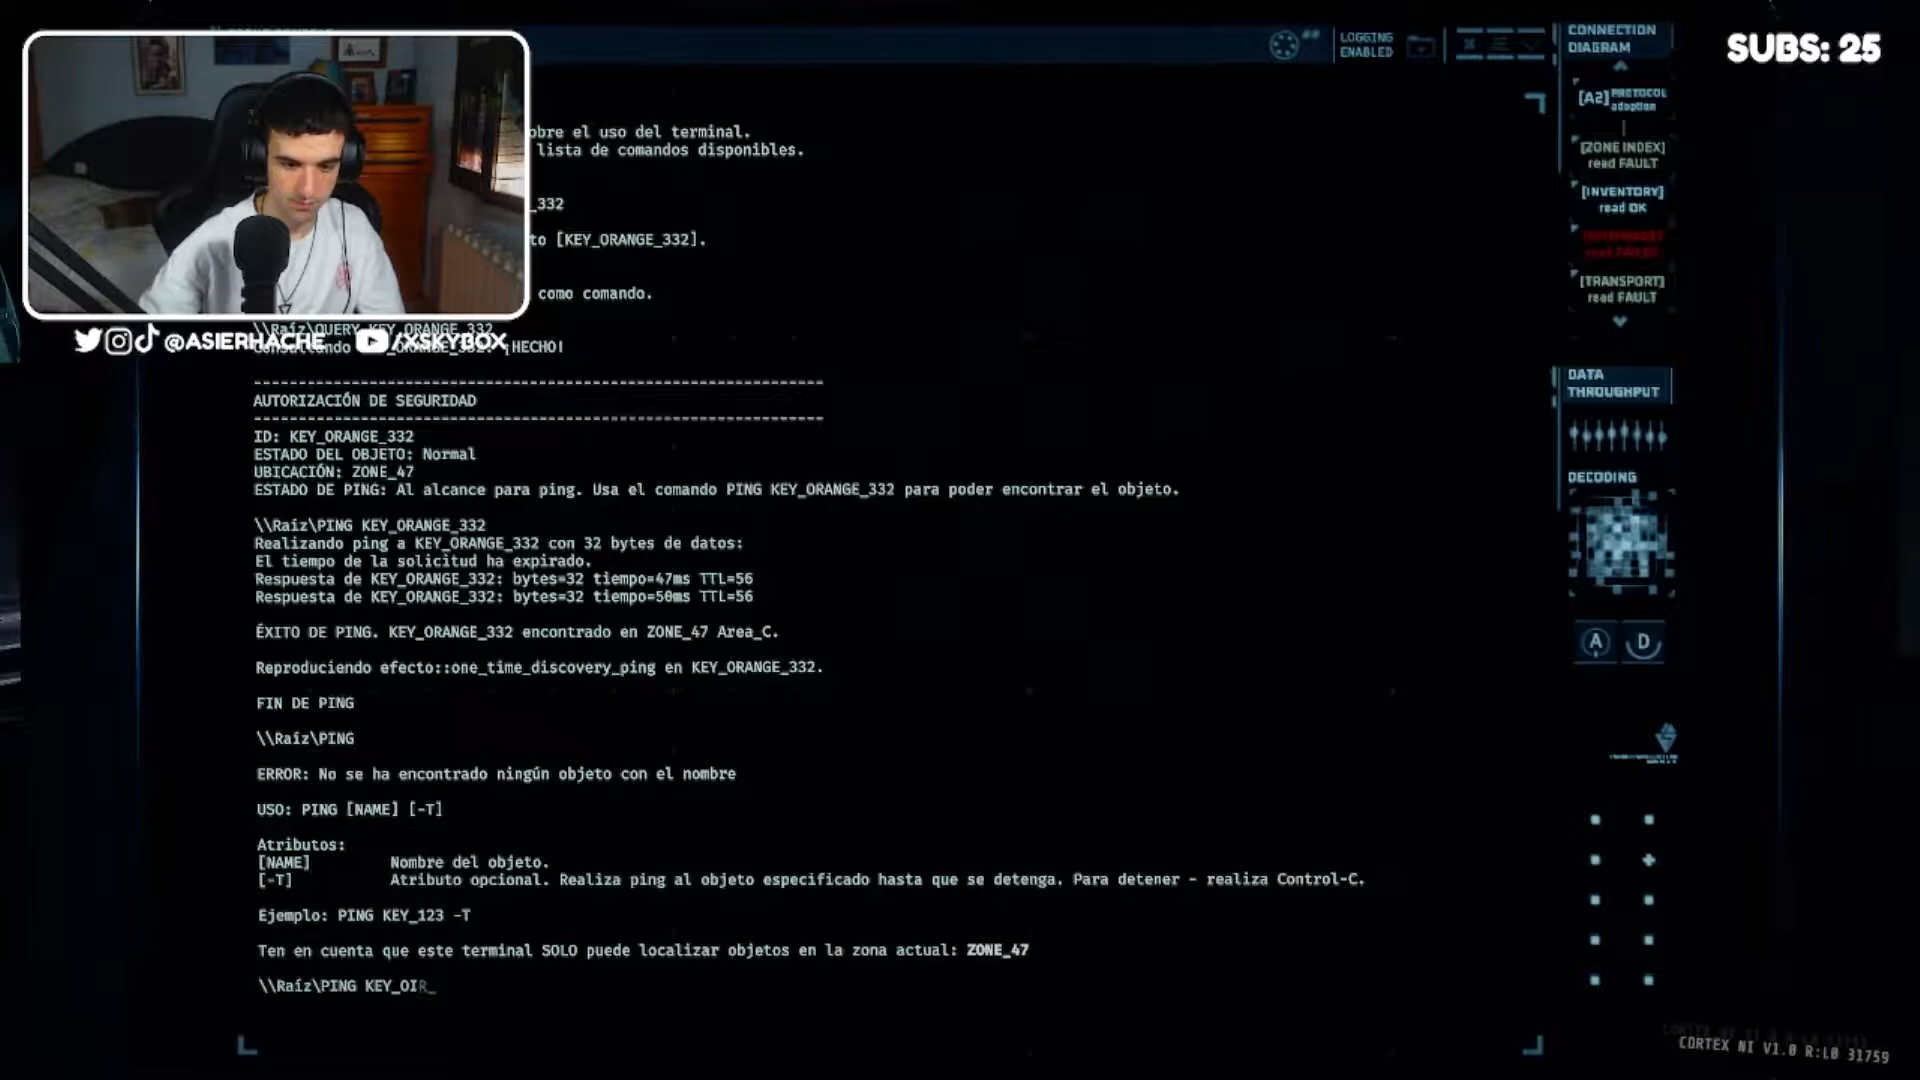 LOGGING
ENABLED
CONNECTION
DIAGRAM
SUBS: 25
[A2] PROTOCOL
adoption
[ZONE INDEX]
read FAULT
[INVENTORY]
read OK
[TRANSPORT]
read FAULT
DATA
THROUGHPUT
DECODING
A D
obre el uso del terminal.
lista de comandos disponibles.
_332
to [KEY_ORANGE_332].
como comando.
\\Raíz\QUERY KEY_ORANGE_332
@ASIERHACHE /XSKYBOX
¡HECHO!
AUTORIZACIÓN DE SEGURIDAD
ID: KEY_ORANGE_332
ESTADO DEL OBJETO: Normal
UBICACIÓN: ZONE_47
ESTADO DE PING: Al alcance para ping. Usa el comando PING KEY_ORANGE_332 para poder encontrar el objeto.
\\Raíz\PING KEY_ORANGE_332
Realizando ping a KEY_ORANGE_332 con 32 bytes de datos:
El tiempo de la solicitud ha expirado.
Respuesta de KEY_ORANGE_332: bytes=32 tiempo=47ms TTL=56
Respuesta de KEY_ORANGE_332: bytes=32 tiempo=50ms TTL=56
ÉXITO DE PING. KEY_ORANGE_332 encontrado en ZONE_47 Area_C.
Reproduciendo efecto::one_time_discovery_ping en KEY_ORANGE_332.
FIN DE PING
\\Raíz\PING
ERROR: No se ha encontrado ningún objeto con el nombre
USO: PING [NAME] [-T]
Atributos:
[NAME] Nombre del objeto.
[-T] Atributo opcional. Realiza ping al objeto especificado hasta que se detenga. Para detener - realiza Control-C.
Ejemplo: PING KEY_123 -T
Ten en cuenta que este terminal SOLO puede localizar objetos en la zona actual: ZONE_47
\\Raíz\PING KEY_OIR_
CORTEX NI V1.0 R:L0 31759